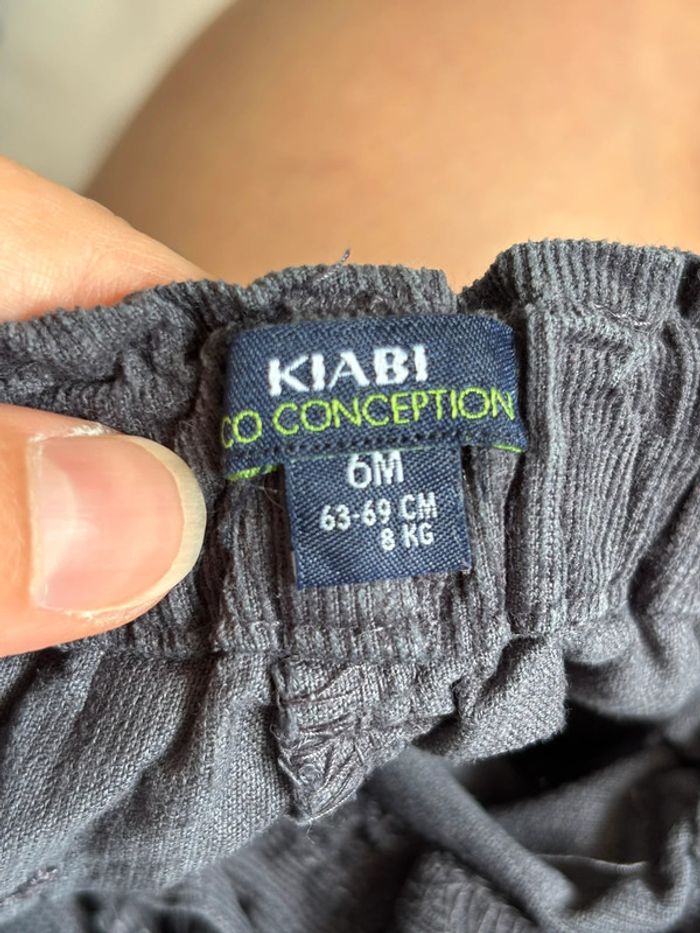 KIABI
CO CONCEPTION
6M
63-69 CM
8 KG